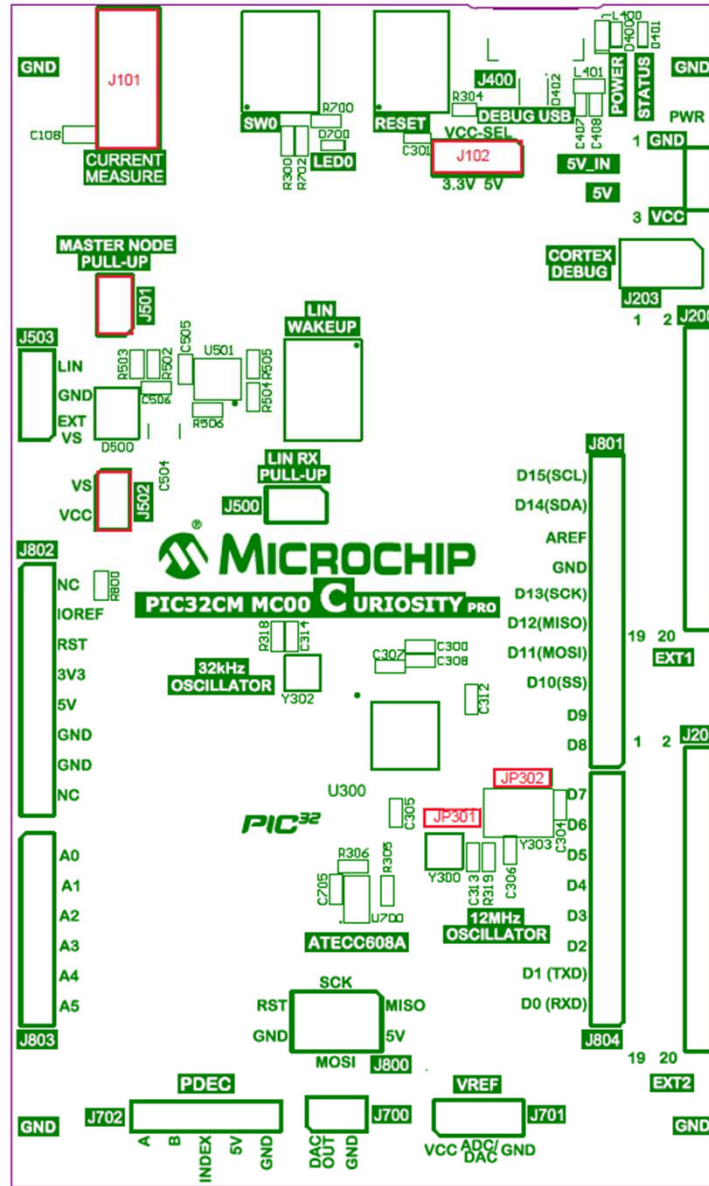 GND
J101
C108
CURRENT
MEASURE
SW0
R700
D700
LED0
R300
R702
RESET
C301
R304
J400
DEBUG USB
D402
VCC-SEL
J102
3.3V 5V
L400
D400
D401
L401
C407
C408
POWER
STATUS
GND
PWR
1 GND
5V_IN
5V
3 VCC
MASTER NODE
PULL-UP
J501
CORTEX
DEBUG
J203
1 2
J503
LIN
GND
EXT
VS
R503
R502
C505
C506
U501
R505
R504
R506
D500
C504
LIN
WAKEUP
LIN RX
PULL-UP
J500
VS
VCC
J502
J801
D15(SCL)
D14(SDA)
AREF
GND
D13(SCK)
D12(MISO)
D11(MOSI)
D10(SS)
D9
D8
19 20
EXT1
J802
NC
IOREF
RST
3V3
5V
GND
GND
NC
R800
® MICROCHIP
PIC32CM MC00 CURIOSITY PRO
R318
C314
32kHz
OSCILLATOR
Y302
C300
C307
C308
C312
U300
PIC32
C305
JP302
JP301
Y303
C304
Y300
C313
R319
C306
12MHz
OSCILLATOR
R306
R305
C705
U700
ATECC608A
1 2
D7
D6
D5
D4
D3
D2
D1 (TXD)
D0 (RXD)
J804
19 20
EXT2
A0
A1
A2
A3
A4
A5
J803
SCK
RST
MISO
GND
5V
MOSI
J800
PDEC
J702
A
B
INDEX
5V
GND
J700
DAC
OUT
GND
VREF
J701
VCC ADC/
DAC GND
GND
GND